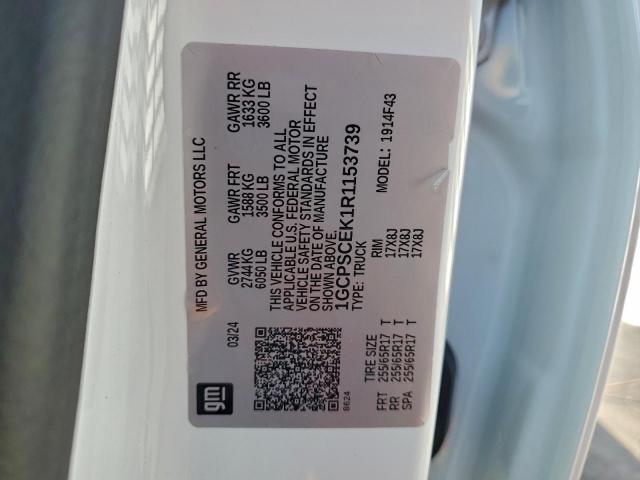 gm
MFD BY GENERAL MOTORS LLC
03/24
GVWR GAWR FRT GAWR RR
2744KG 1588 KG 1633 KG
6050 LB 3500 LB 3600 LB
THIS VEHICLE CONFORMS TO ALL
APPLICABLE U.S. FEDERAL MOTOR
VEHICLE SAFETY STANDARDS IN EFFECT
ON THE DATE OF MANUFACTURE
SHOWN ABOVE.
1GCPSCEK1R1153739
TYPE: TRUCK 1914F43
8624
TIRE SIZE RIM
FRT 255/65R17 T 17X8J
RR 255/65R17 T 17X8J
SPA 255/65R17 T 17X8J